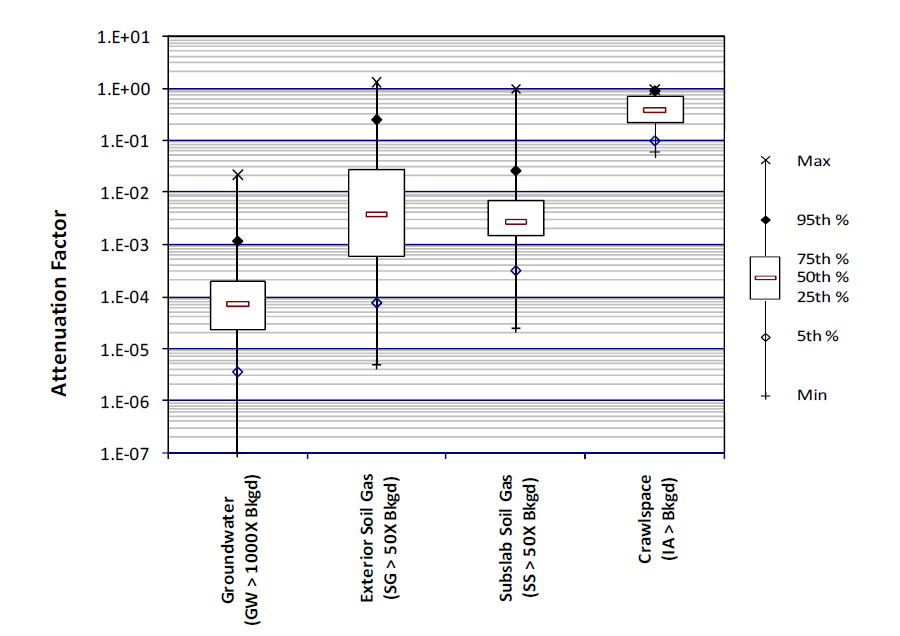 1.E+01
1.E+00
1.E-01
1.E-02
1.E-03
1.E-04
1.E-05
1.E-06
1.E-07
Attenuation Factor
Groundwater
(GW > 1000X Bkgd)
Exterior Soil Gas
(SG > 50X Bkgd)
Subslab Soil Gas
(SS > 50X Bkgd)
Crawlspace
(IA > Bkgd)
Max
95th %
75th %
50th %
25th %
5th %
Min